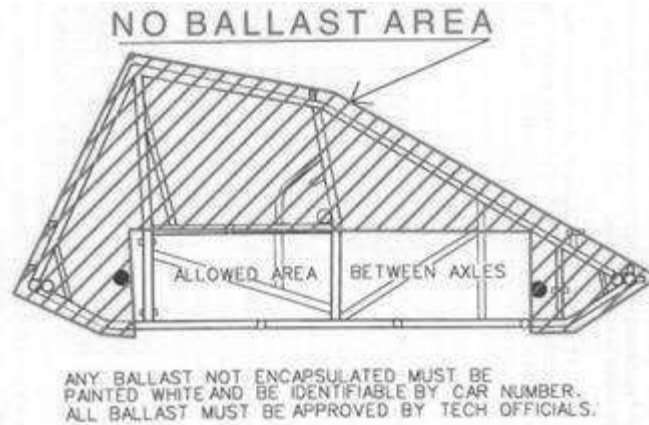 NO BALLAST AREA
ALLOWED AREA
BETWEEN AXLES
ANY BALLAST NOT ENCAPSULATED MUST BE
PAINTED WHITE AND BE IDENTIFIABLE BY CAR NUMBER.
ALL BALLAST MUST BE APPROVED BY TECH OFFICIALS.